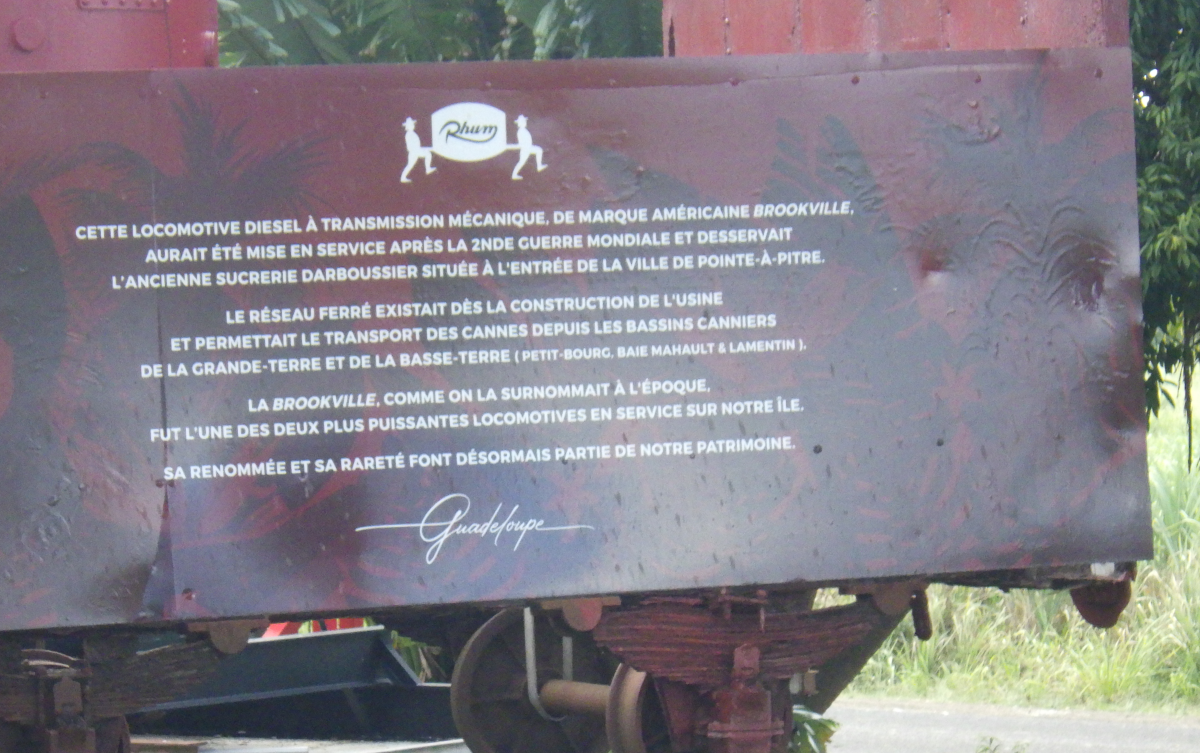 Rhum
CETTE LOCOMOTIVE DIESEL À TRANSMISSION MÉCANIQUE, DE MARQUE AMÉRICAINE BROOKVILLE,
AURAIT ÉTÉ MISE EN SERVICE APRÈS LA 2NDE GUERRE MONDIALE ET DESSERVAIT
L'ANCIENNE SUCRERIE DARBOUSSIER SITUÉE À L'ENTRÉE DE LA VILLE DE POINTE-À-PITRE.
LE RÉSEAU FERRÉ EXISTAIT DÈS LA CONSTRUCTION DE L'USINE
ET PERMETTAIT LE TRANSPORT DES CANNES DEPUIS LES BASSINS CANNIERS
DE LA GRANDE-TERRE ET DE LA BASSE-TERRE ( PETIT-BOURG, BAIE MAHAULT & LAMENTIN ).
LA BROOKVILLE, COMME ON LA SURNOMMAIT À L'ÉPOQUE,
FUT L'UNE DES DEUX PLUS PUISSANTES LOCOMOTIVES EN SERVICE SUR NOTRE ÎLE.
SA RENOMMÉE ET SA RARETÉ FONT DÉSORMAIS PARTIE DE NOTRE PATRIMOINE.
Guadeloupe